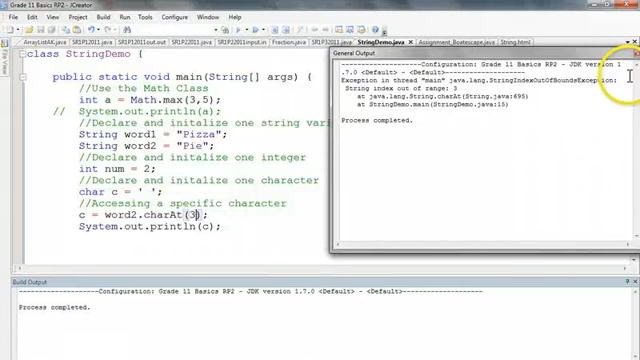 Grade 11 Basics RP2 - JCreator
File Edit View Project Build Run Tools Configure Window Help
ArrayListAK.java SR1P12011.java SR1P12011.out SR1P22011.java SR1P22011.in Fraction.java SR1P32011.java StringDemo.java Assignment_Boatescape.java String.html
class StringDemo {
public static void main(String[] args) {
//Use the Math Class
int a = Math.max(3,5);
// System.out.println(a);
//Declare and initalize one string vari
String word1 = "Pizza";
String word2 = "Pie";
//Declare and initalize one integer
int num = 2;
//Declare and initalize one character
char c = ' ';
//Accessing a specific character
c = word2.charAt(3);
System.out.println(c);
General Output
--------------------Configuration: Grade 11 Basics RP2 - JDK version 1
.7.0 <Default> - <Default>--------------------
Exception in thread "main" java.lang.StringIndexOutOfBoundsException:
String index out of range: 3
at java.lang.String.charAt(String.java:695)
at StringDemo.main(StringDemo.java:15)
Process completed.
Build Output
--------------------Configuration: Grade 11 Basics RP2 - JDK version 1.7.0 <Default> - <Default>--------------------
Process completed.